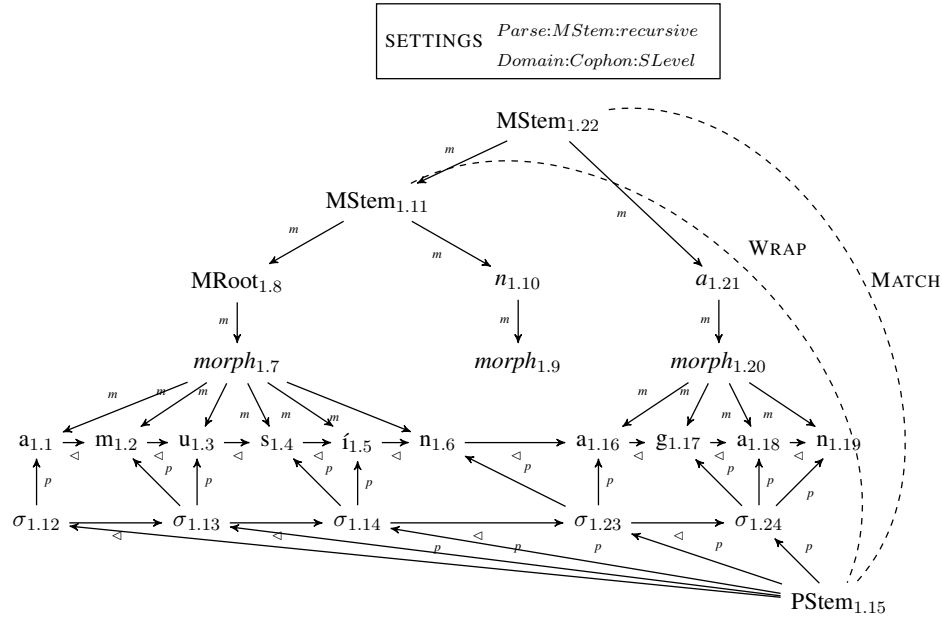 SETTINGS Parse:MStem:recursive
Domain:Cophon:SLevel
MStem1.22
m
MStem1.11
m
m m WRAP
MRoot1.8 n1.10 a1.21 MATCH
m m m
morph1.7 morph1.9 morph1.20
m m m m m m m m m m
a1.1 m1.2 u1.3 s1.4 í1.5 n1.6 a1.16 g1.17 a1.18 n1.19
◁ ◁ ◁ ◁ ◁ ◁ ◁ ◁ ◁
p p p p p p p p p p
σ1.12 σ1.13 σ1.14 σ1.23 σ1.24
◁ ◁ ◁ ◁
p p p p p
PStem1.15